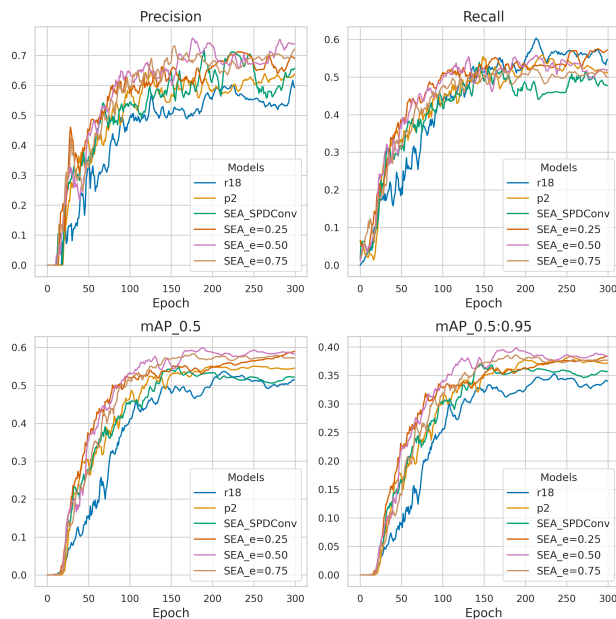 Precision
0.7
0.6
0.5
0.4
0.3
0.2
0.1
0.0
0 50 100 150 200 250 300
Epoch
Models
r18
p2
SEA_SPDConv
SEA_e=0.25
SEA_e=0.50
SEA_e=0.75
Recall
0.6
0.5
0.4
0.3
0.2
0.1
0.0
0 50 100 150 200 250 300
Epoch
Models
r18
p2
SEA_SPDConv
SEA_e=0.25
SEA_e=0.50
SEA_e=0.75
mAP_0.5
0.6
0.5
0.4
0.3
0.2
0.1
0.0
0 50 100 150 200 250 300
Epoch
Models
r18
p2
SEA_SPDConv
SEA_e=0.25
SEA_e=0.50
SEA_e=0.75
mAP_0.5:0.95
0.40
0.35
0.30
0.25
0.20
0.15
0.10
0.05
0.00
0 50 100 150 200 250 300
Epoch
Models
r18
p2
SEA_SPDConv
SEA_e=0.25
SEA_e=0.50
SEA_e=0.75